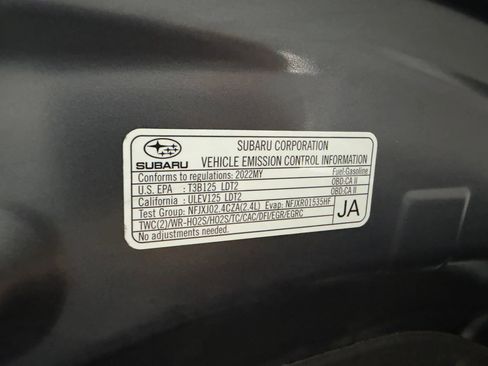 SUBARU CORPORATION
SUBARU
VEHICLE EMISSION CONTROL INFORMATION
Conforms to regulations: 2022MY Fuel-Gasoline
U.S. EPA : T3B125 LDT2 OBD-CA II
California : ULEV125 LDT2 OBD-CA II
Test Group: NFJXJ02.4CZA(2.4L) Evap: NFJXR01535HF
TWC(2)/WR-HO2S/HO2S/TC/CAC/DFI/EGR/EGRC
No adjustments needed.
JA